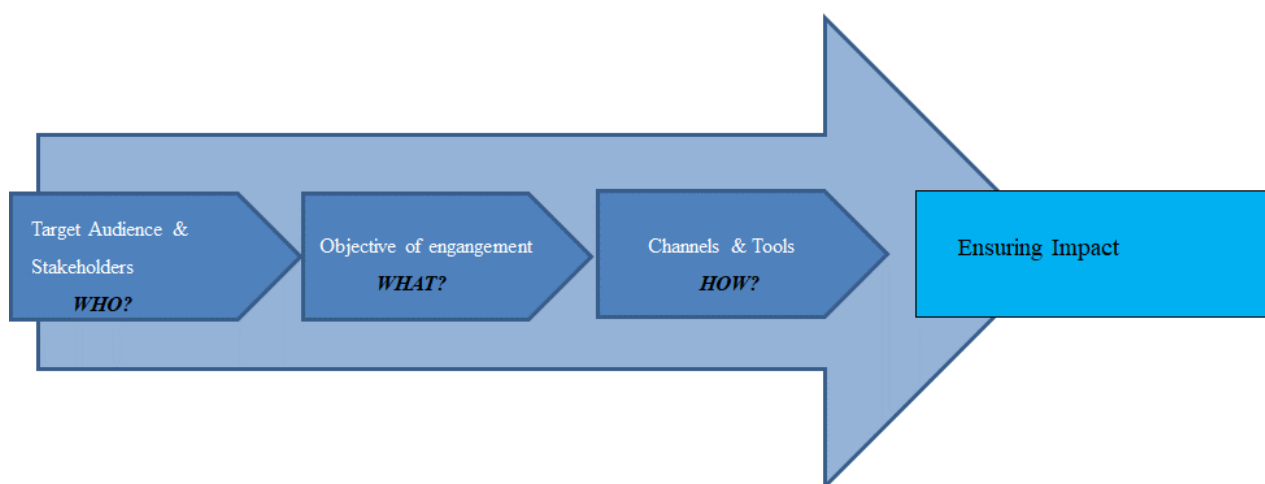 Target Audience &
Stakeholders
WHO?
Objective of engangement
WHAT?
Channels & Tools
HOW?
Ensuring Impact